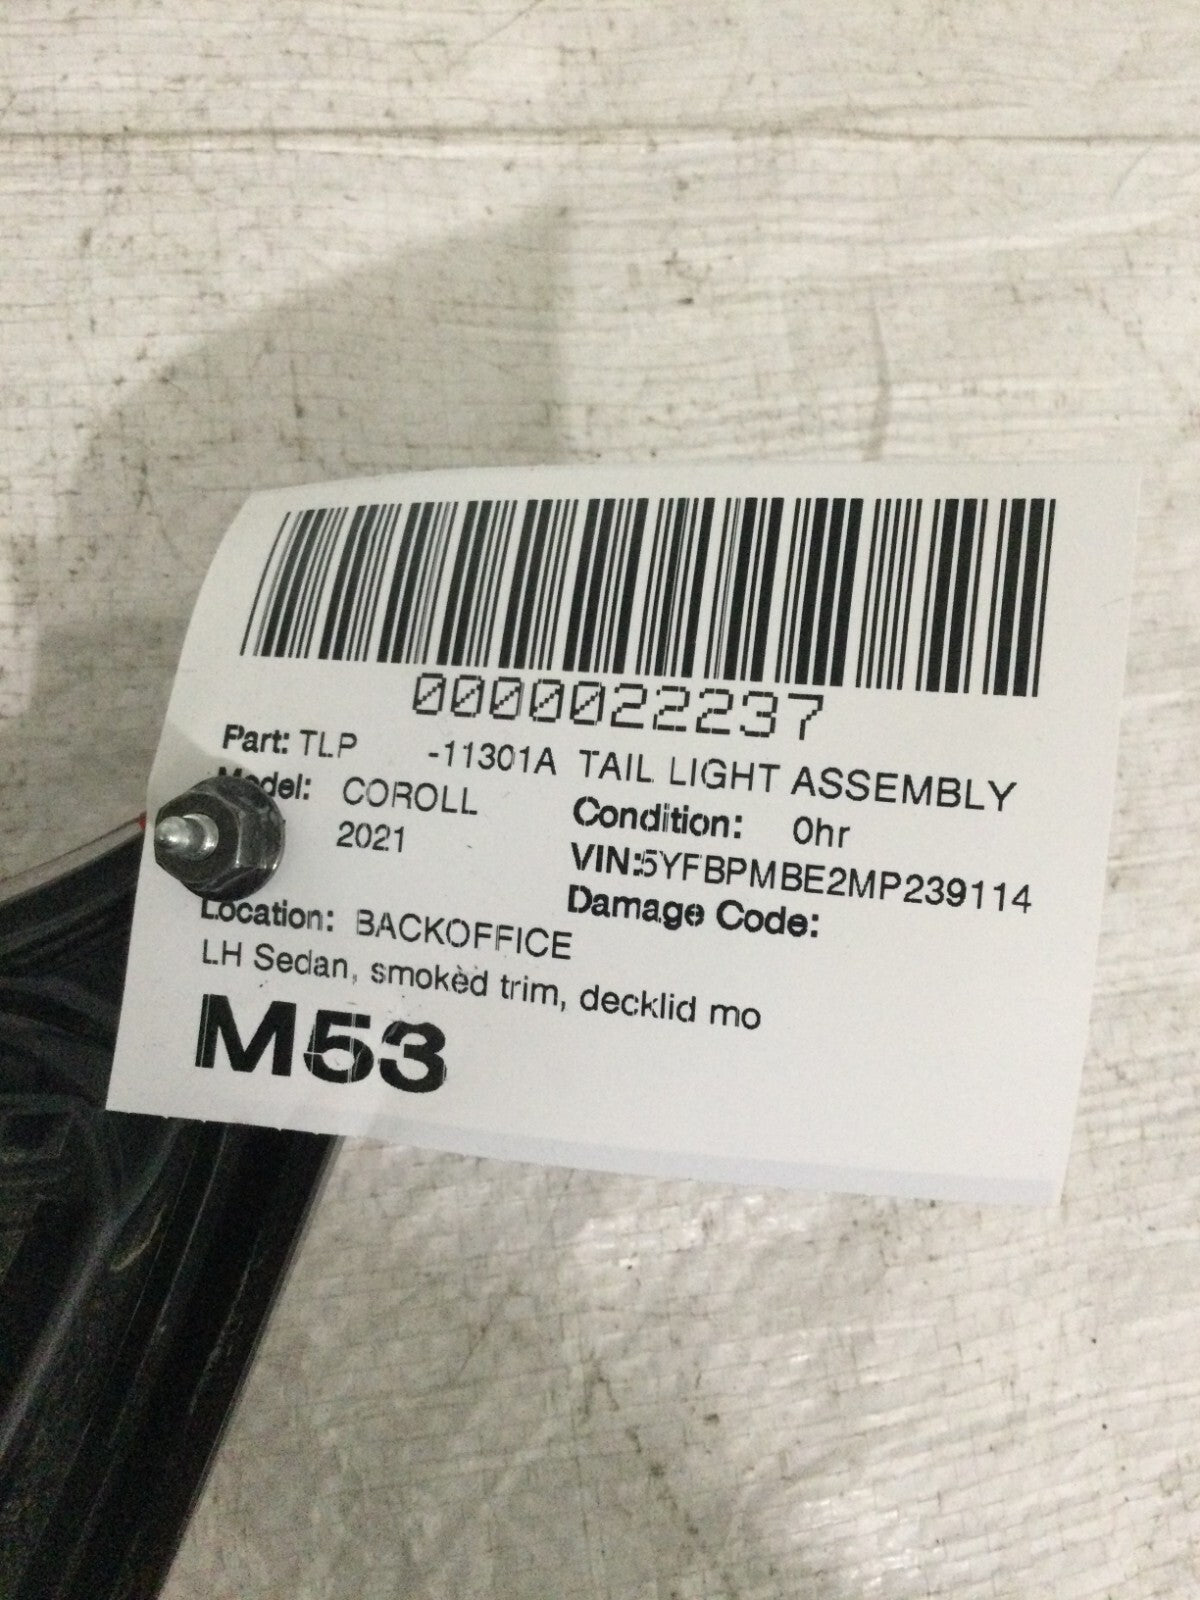 0000022237
Part: TLP -11301A TAIL LIGHT ASSEMBLY
Model: COROLL
2021
Condition: 0hr
VIN:5YFBPMBE2MP239114
Damage Code:
Location: BACKOFFICE
LH Sedan, smoked trim, decklid mo
M53